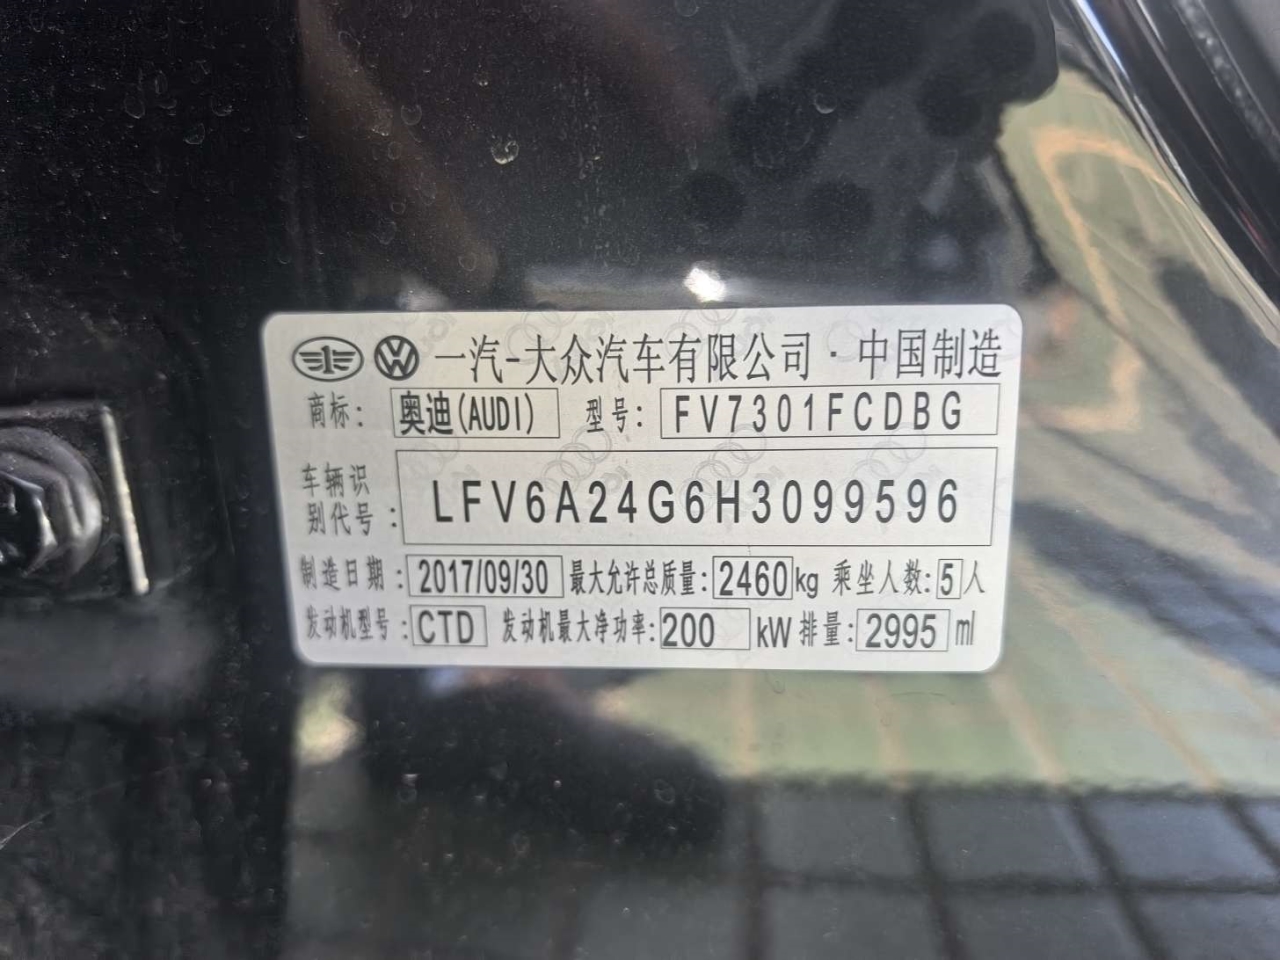 一汽-大众汽车有限公司·中国制造
商标: 奥迪(AUDI) 型号: FV7301FCDBG
车辆识
别代号: LFV6A24G6H3099596
制造日期: 2017/09/30 最大允许总质量: 2460kg 乘坐人数: 5人
发动机型号: CTD 发动机最大净功率: 200 kW 排量: 2995 ml